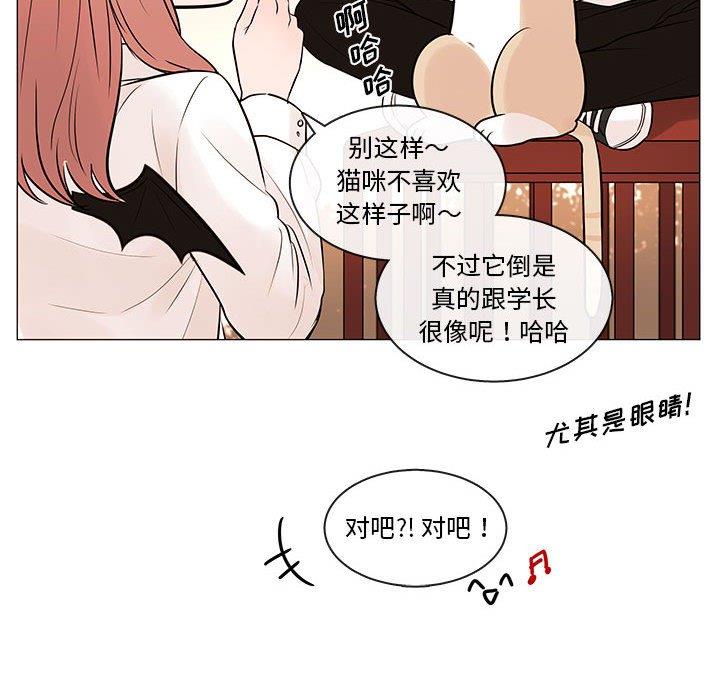 啊哈哈
别这样～
猫咪不喜欢
这样子啊～
不过它倒是
真的跟学长
很像呢！哈哈
尤其是眼睛!
对吧?! 对吧！